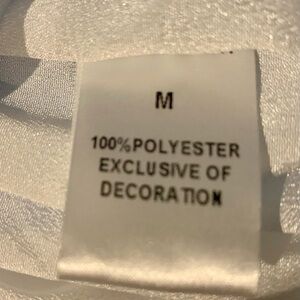 M
100%POLYESTER
EXCLUSIVE OF
DECORATION